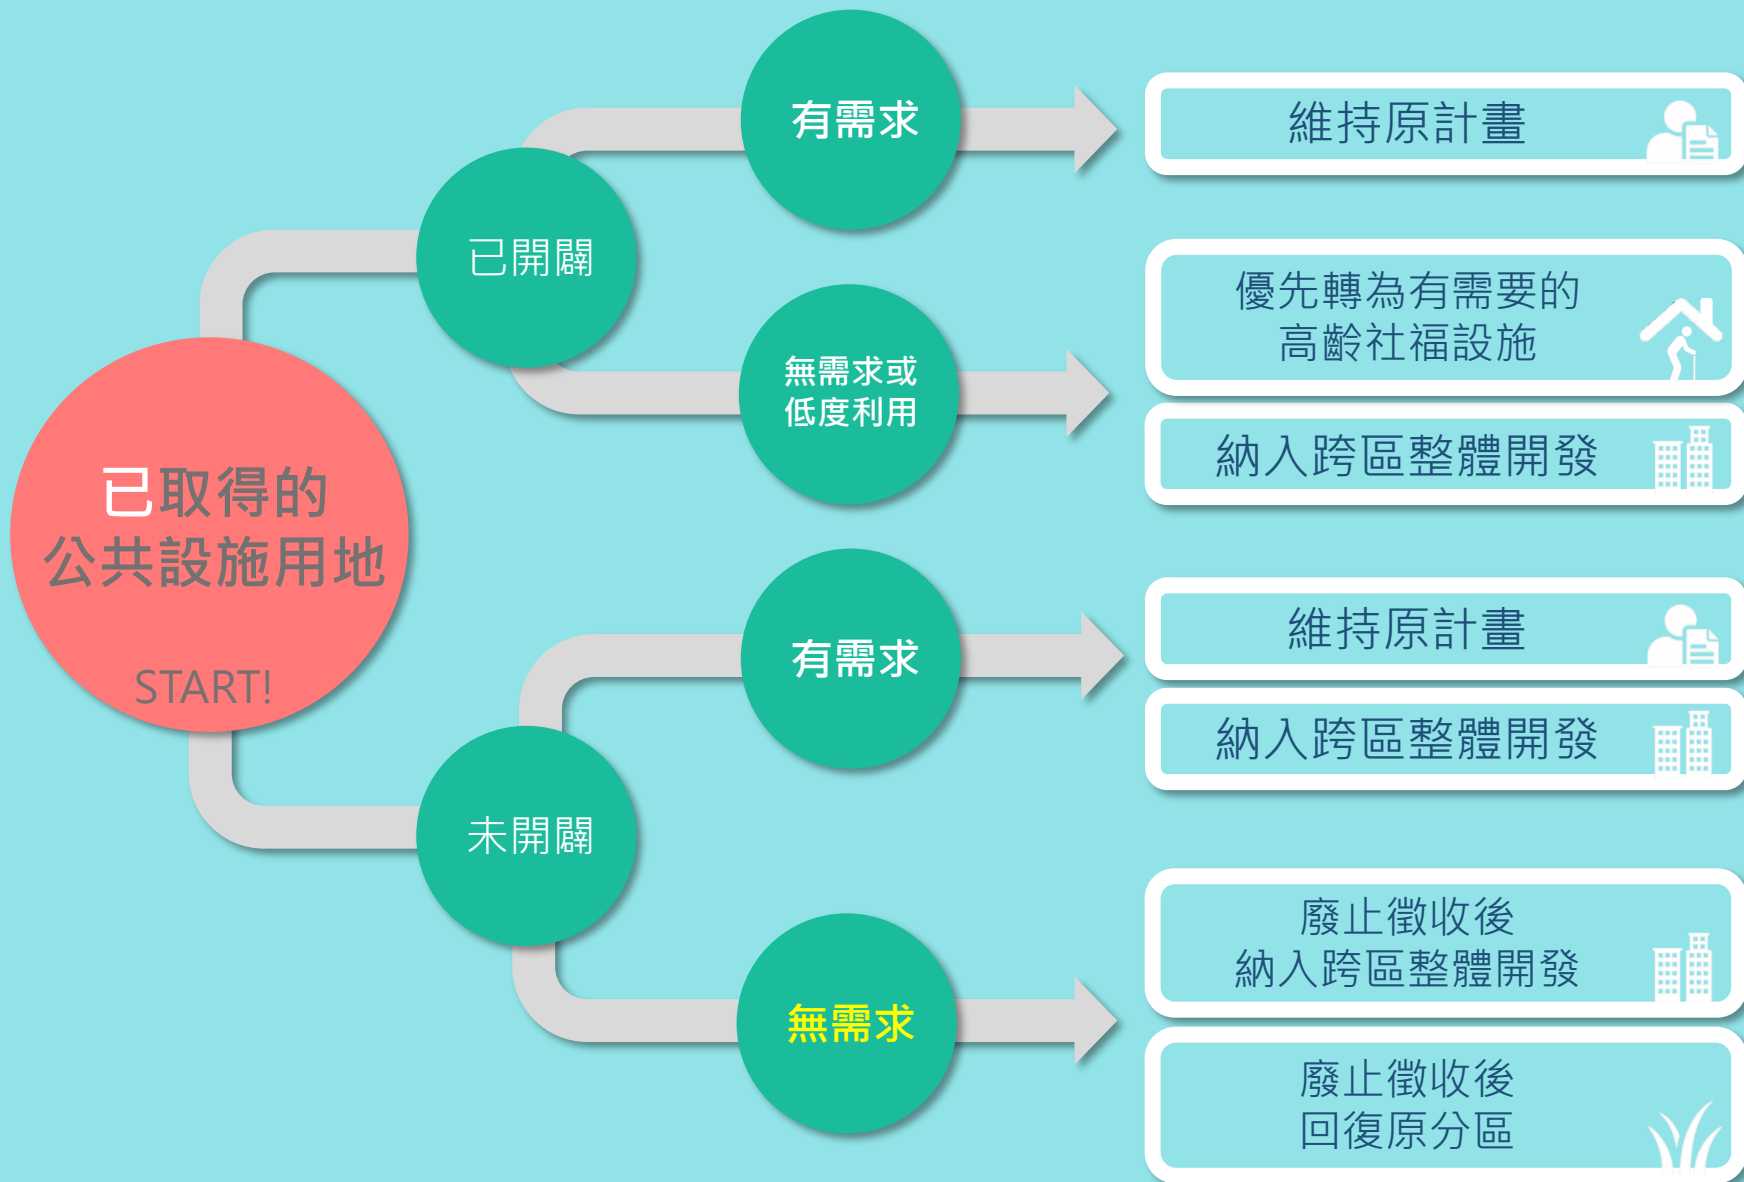 已取得的
公共設施用地
START!
已開闢
有需求
維持原計畫
無需求或
低度利用
優先轉為有需要的
高齡社福設施
納入跨區整體開發
未開闢
有需求
維持原計畫
納入跨區整體開發
無需求
廢止徵收後
納入跨區整體開發
廢止徵收後
回復原分區